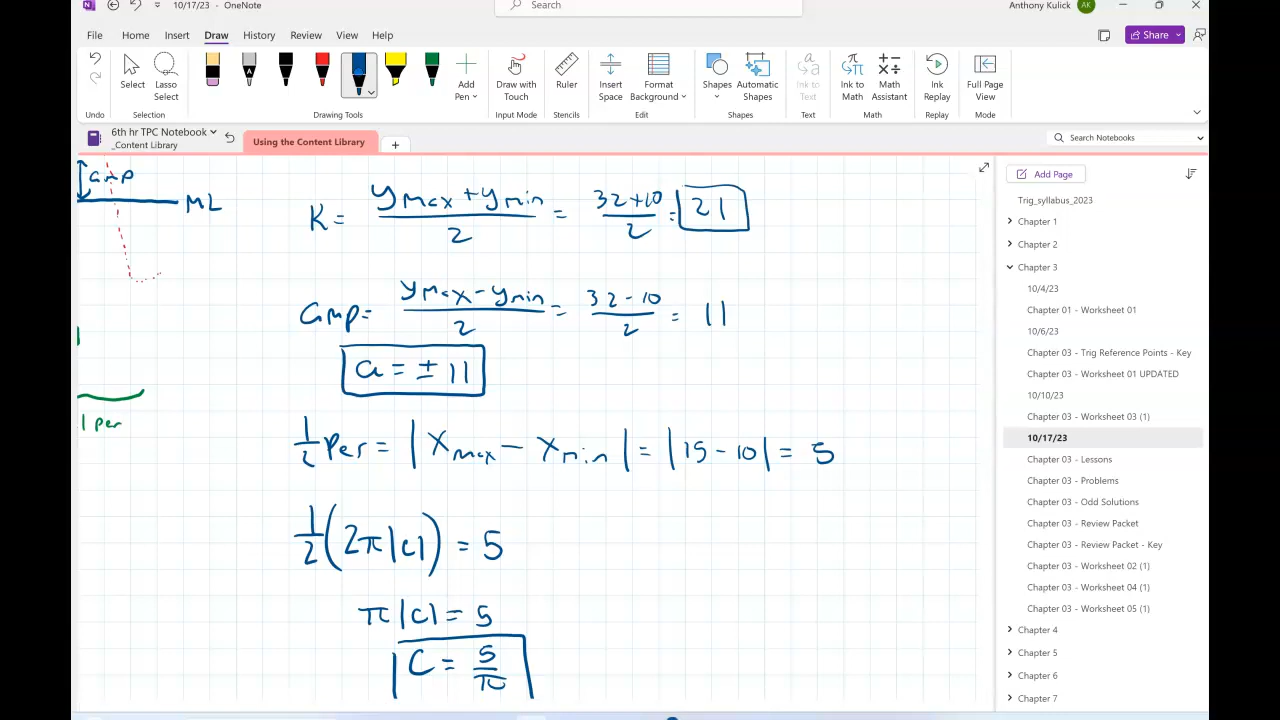 10/17/23 - OneNote
Search
Anthony Kulick
AK
File Home Insert Draw History Review View Help
Share
Undo
Select
Lasso Select
Selection
Drawing Tools
Add Pen
Draw with Touch
Input Mode
Ruler
Stencils
Insert Space
Format Background
Edit
Shapes
Automatic Shapes
Shapes
Ink to Text
Text
Ink to Math
Math Assistant
Math
Ink Replay
Replay
Full Page View
Mode
6th hr TPC Notebook
_Content Library
Using the Content Library
+
Search Notebooks
amp
ML
K = (y max + y min)/2 = (32+10)/2 = 21
amp = (y max - y min)/2 = (32-10)/2 = 11
a = ± 11
1 per
1/2 Per = |X max - X min| = |15 - 10| = 5
1/2 (2π|c|) = 5
π|c| = 5
C = 5/π
Add Page
Trig_syllabus_2023
Chapter 1
Chapter 2
Chapter 3
10/4/23
Chapter 01 - Worksheet 01
10/6/23
Chapter 03 - Trig Reference Points - Key
Chapter 03 - Worksheet 01 UPDATED
10/10/23
Chapter 03 - Worksheet 03 (1)
10/17/23
Chapter 03 - Lessons
Chapter 03 - Problems
Chapter 03 - Odd Solutions
Chapter 03 - Review Packet
Chapter 03 - Review Packet - Key
Chapter 03 - Worksheet 02 (1)
Chapter 03 - Worksheet 04 (1)
Chapter 03 - Worksheet 05 (1)
Chapter 4
Chapter 5
Chapter 6
Chapter 7